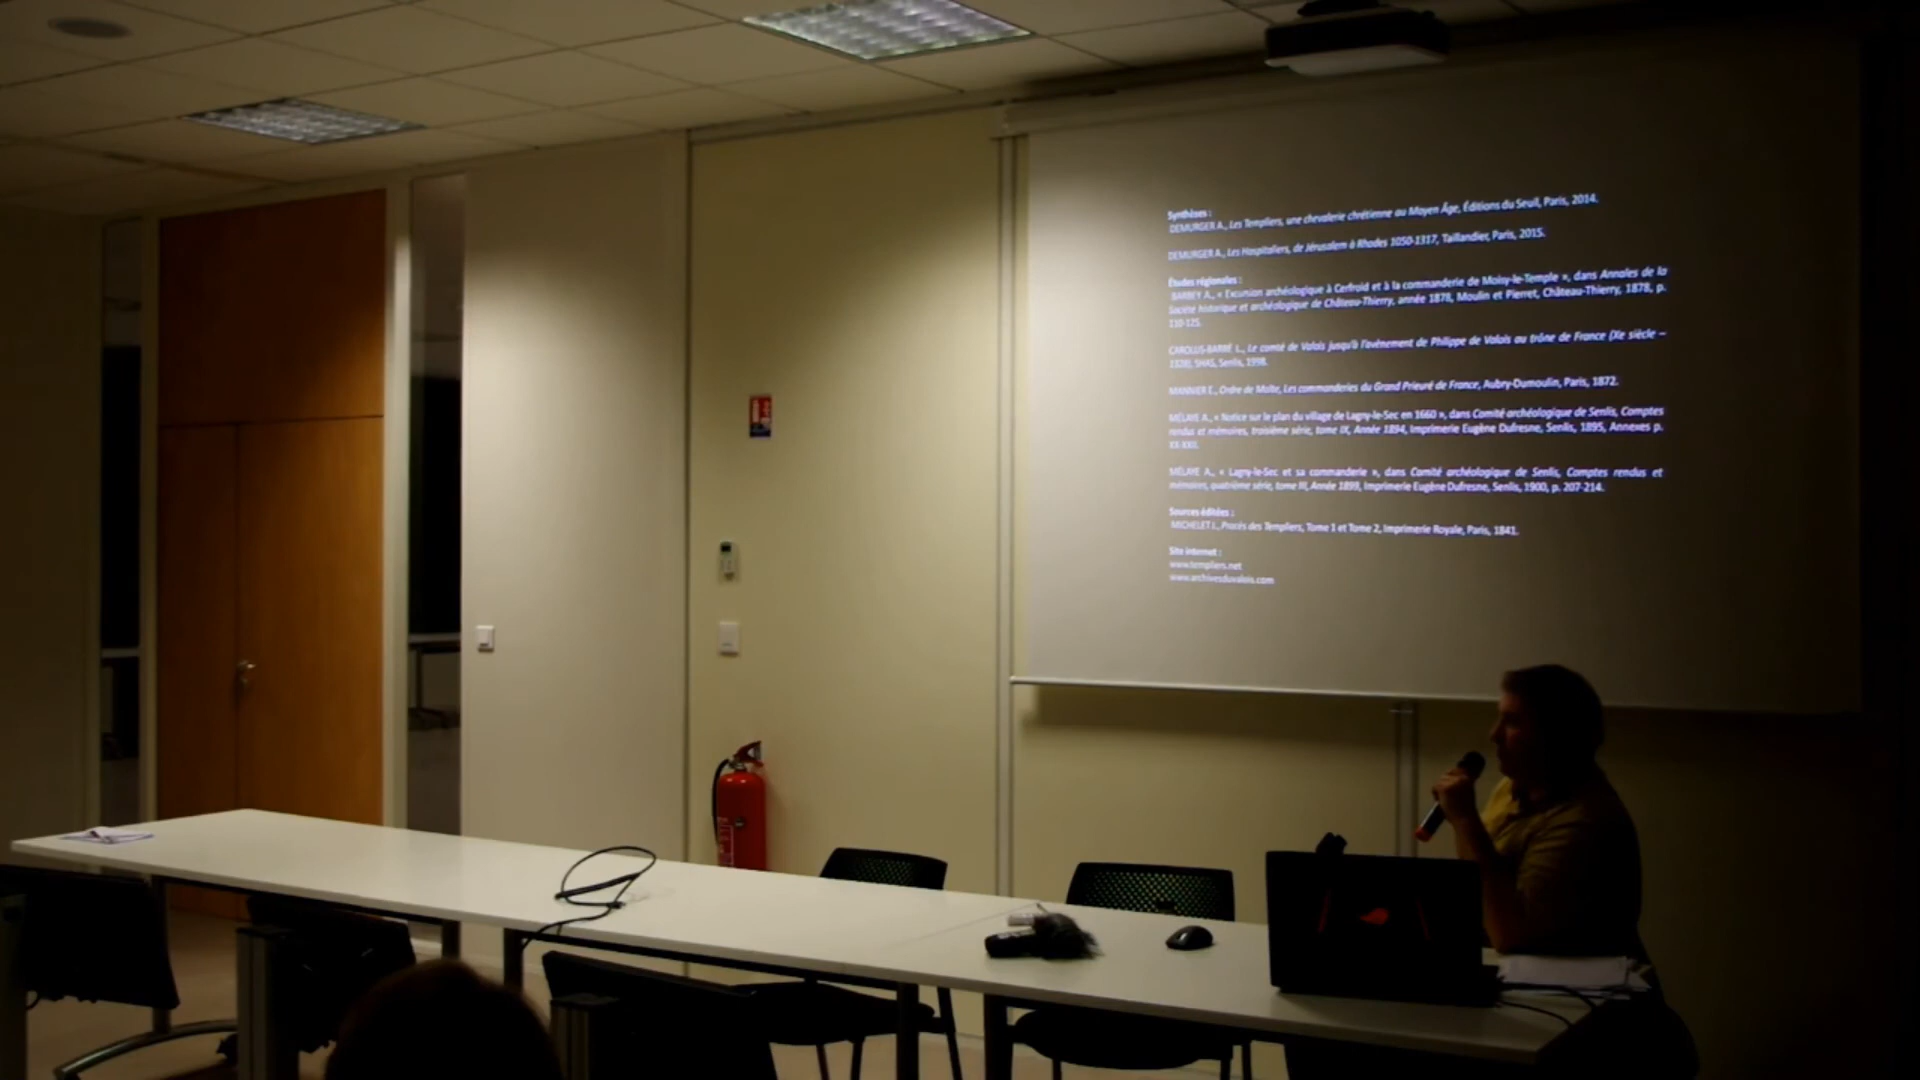 Synthèses :
DEMURGER A., Les Templiers, une chevalerie chrétienne au Moyen Âge, Éditions du Seuil, Paris, 2014.
DEMURGER A., Les Hospitaliers, de Jérusalem à Rhodes 1050-1317, Taillandier, Paris, 2015.
Études régionales :
BARBEY A., « Excursion archéologique à Cerfroid et à la commanderie de Moisy-le-Temple », dans Annales de la
Société historique et archéologique de Château-Thierry, année 1878, Moulin et Pierret, Château-Thierry, 1878, p.
110-125.
CAROLUS-BARRÉ L., Le comté de Valois jusqu'à l'avènement de Philippe de Valois au trône de France (XIe siècle –
1328), SHAS, Senlis, 1998.
MANNIER E., Ordre de Malte, Les commanderies du Grand Prieuré de France, Aubry-Dumoulin, Paris, 1872.
MÉLAYE A., « Notice sur le plan du village de Lagny-le-Sec en 1660 », dans Comité archéologique de Senlis, Comptes
rendus et mémoires, troisième série, tome IX, Année 1894, Imprimerie Eugène Dufresne, Senlis, 1895, Annexes p.
MÉLAYE A., « Lagny-le-Sec et sa commanderie », dans Comité archéologique de Senlis, Comptes rendus et
mémoires, quatrième série, tome III, Année 1899, Imprimerie Eugène Dufresne, Senlis, 1900, p. 207-214.
Sources éditées :
MICHELET J., Procès des Templiers, Tome 1 et Tome 2, Imprimerie Royale, Paris, 1841.
Site internet :
www.templiers.net
www.archivesduvalois.com